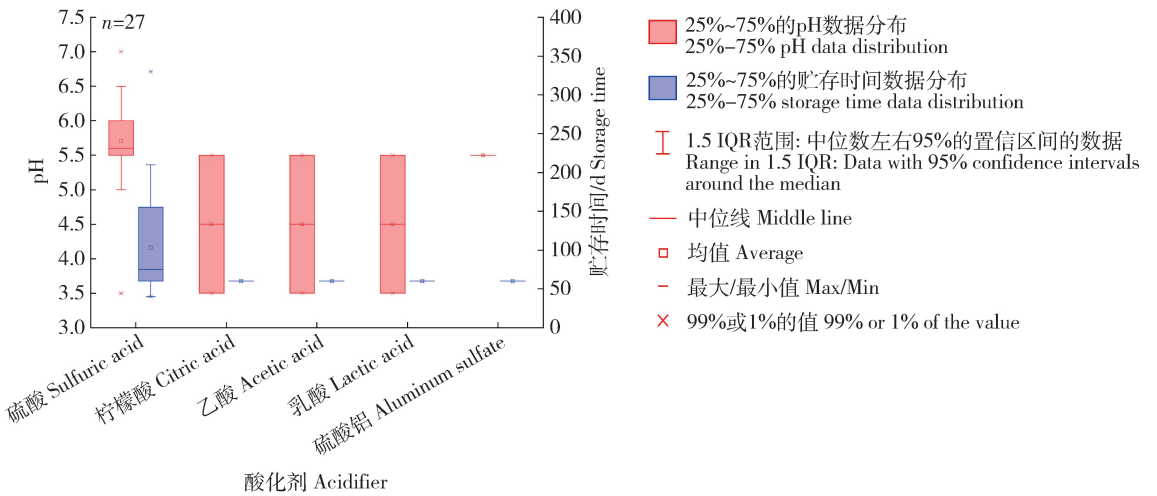 n=27
7.5
7.0
6.5
6.0
5.5
5.0
4.5
4.0
3.5
3.0
pH
400
350
300
250
200
150
100
50
0
贮存时间/d Storage time
硫酸 Sulfuric acid
柠檬酸 Citric acid
乙酸 Acetic acid
乳酸 Lactic acid
硫酸铝 Aluminum sulfate
酸化剂 Acidifier
25%~75%的pH数据分布
25%-75% pH data distribution
25%~75%的贮存时间数据分布
25%-75% storage time data distribution
1.5 IQR范围: 中位数左右95%的置信区间的数据
Range in 1.5 IQR: Data with 95% confidence intervals
around the median
中位线 Middle line
均值 Average
最大/最小值 Max/Min
99%或1%的值 99% or 1% of the value